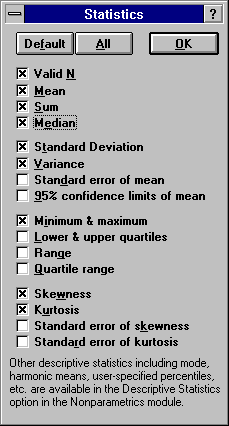 Statistics
?
Default
All
OK
Valid N
Mean
Sum
Median
Standard Deviation
Variance
Standard error of mean
95% confidence limits of mean
Minimum & maximum
Lower & upper quartiles
Range
Quartile range
Skewness
Kurtosis
Standard error of skewness
Standard error of kurtosis
Other descriptive statistics including mode,
harmonic means, user-specified percentiles,
etc. are available in the Descriptive Statistics
option in the Nonparametrics module.